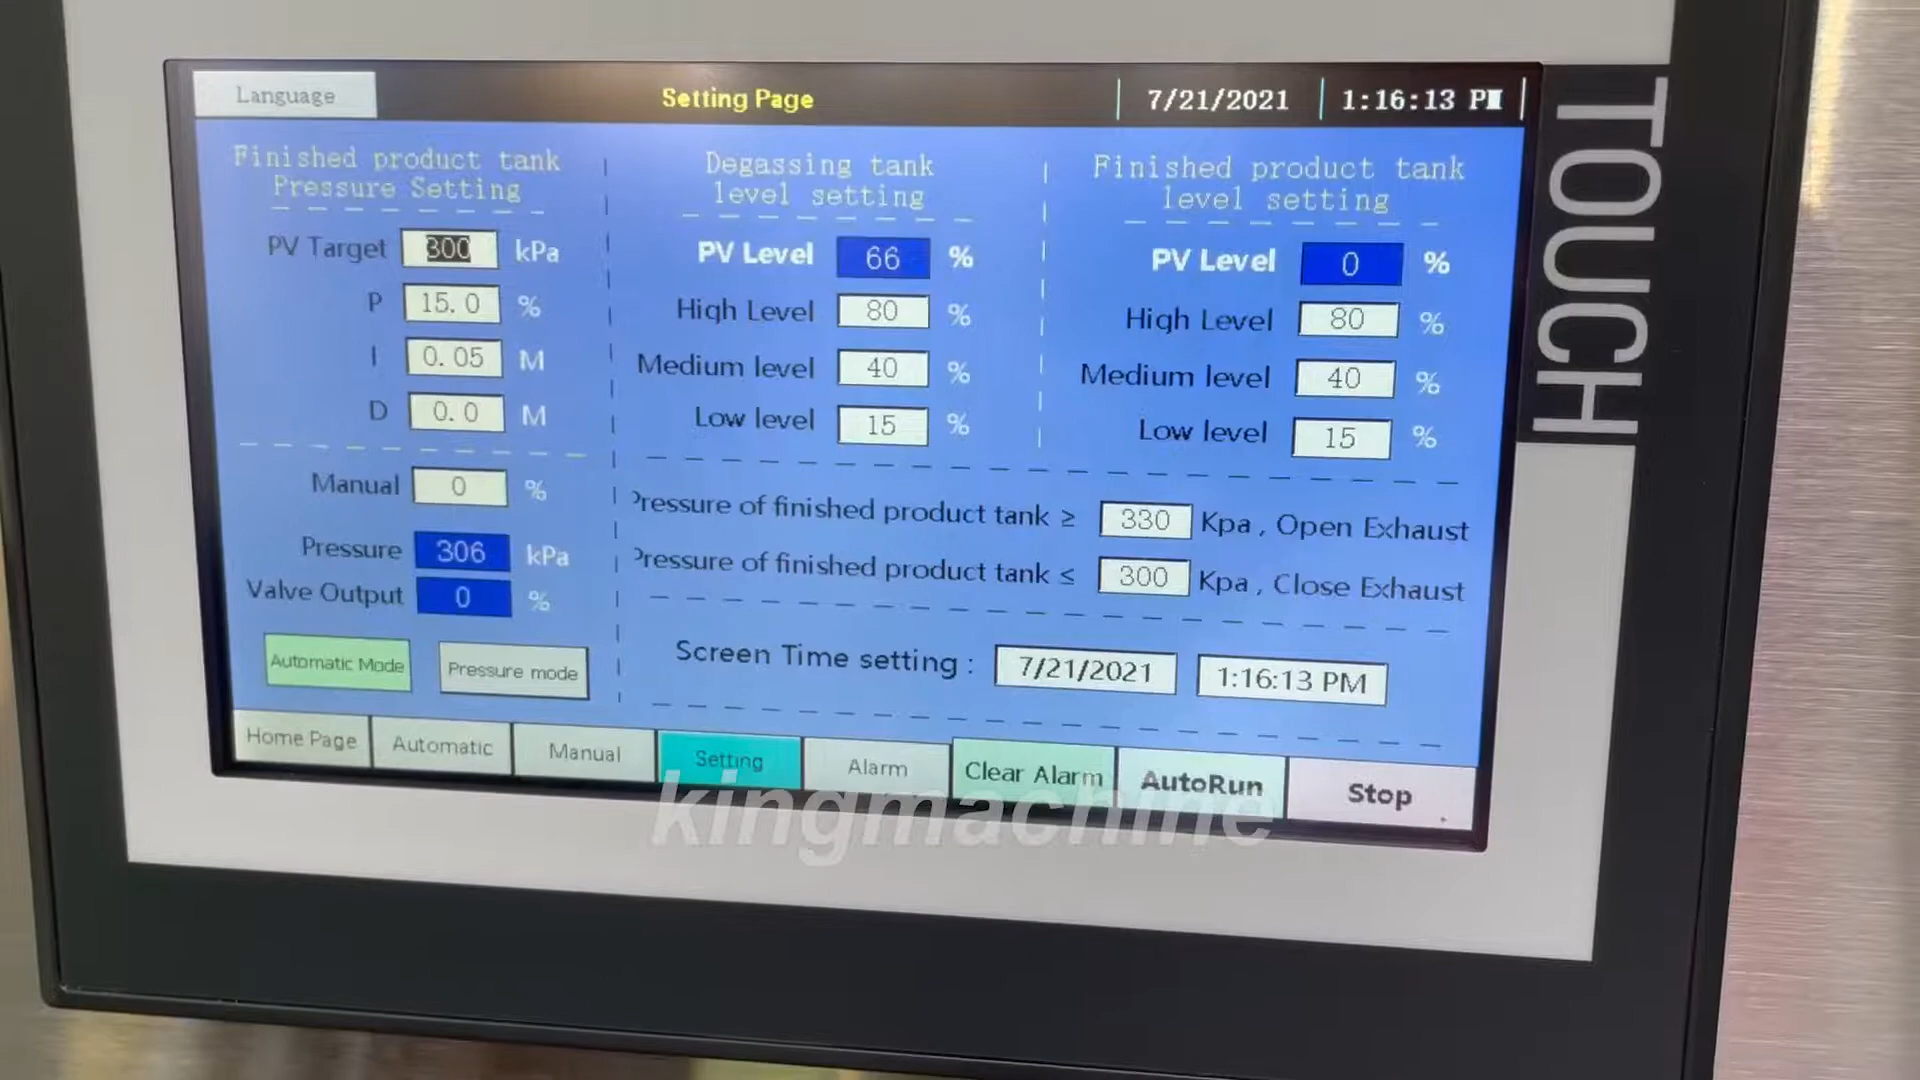 Language
Setting Page
7/21/2021
1:16:13 PM
Finished product tank
Pressure Setting
PV Target 300 kPa
P 15.0 %
I 0.05 M
D 0.0 M
Manual 0 %
Pressure 306 kPa
Valve Output 0 %
Automatic Mode
Pressure mode
Degassing tank
level setting
PV Level 66 %
High Level 80 %
Medium level 40 %
Low level 15 %
Finished product tank
level setting
PV Level 0 %
High Level 80 %
Medium level 40 %
Low level 15 %
Pressure of finished product tank ≥ 330 Kpa , Open Exhaust
Pressure of finished product tank ≤ 300 Kpa , Close Exhaust
Screen Time setting : 7/21/2021 1:16:13 PM
Home Page
Automatic
Manual
Setting
Alarm
Clear Alarm
AutoRun
Stop
TOUCH
kingmachine